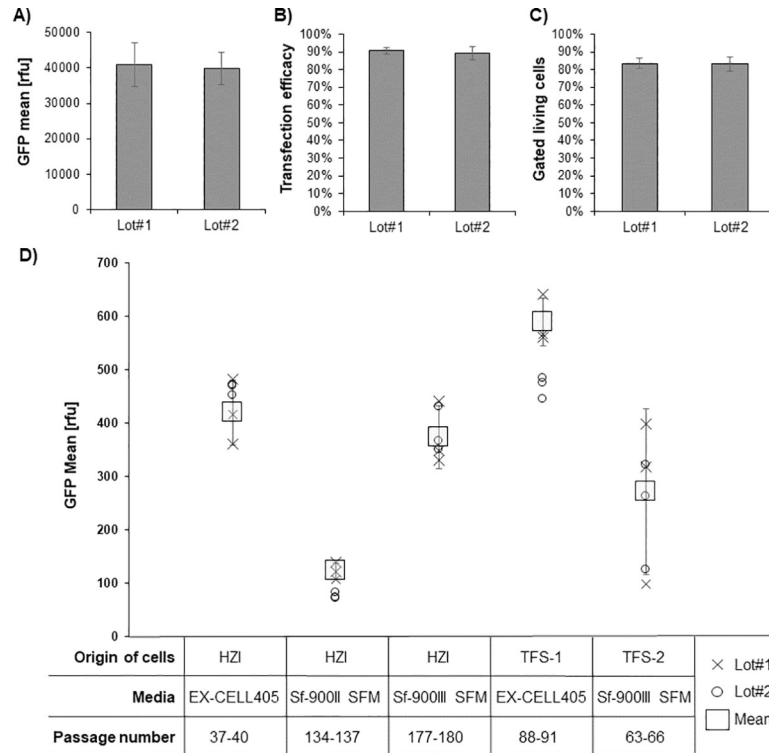 A)
GFP mean [rfu]
50000
40000
30000
20000
10000
0
Lot#1 Lot#2
B)
Transfection efficacy
100%
90%
80%
70%
60%
50%
40%
30%
20%
10%
0%
Lot#1 Lot#2
C)
Gated living cells
100%
90%
80%
70%
60%
50%
40%
30%
20%
10%
0%
Lot#1 Lot#2
D)
GFP Mean [rfu]
700
600
500
400
300
200
100
0
Origin of cells HZI HZI HZI TFS-1 TFS-2
Media EX-CELL405 Sf-900II SFM Sf-900III SFM EX-CELL405 Sf-900III SFM
Passage number 37-40 134-137 177-180 88-91 63-66
Lot#1
Lot#2
Mean